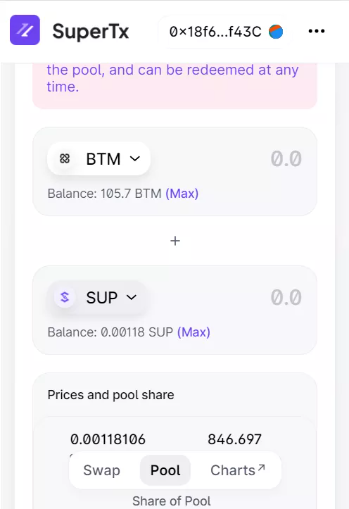 SuperTx
0x18f6...f43C
the pool, and can be redeemed at any
time.
BTM
0.0
Balance: 105.7 BTM (Max)
+
SUP
0.0
Balance: 0.00118 SUP (Max)
Prices and pool share
0.00118106 846.697
Swap Pool Charts↗
Share of Pool